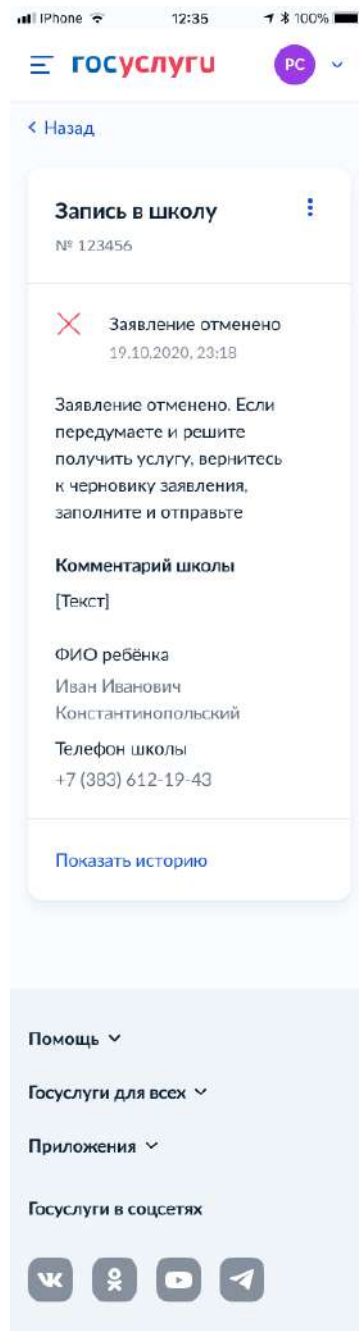 iPhone 12:35 100%
госуслуги РС
Назад
Запись в школу
№ 123456
Заявление отменено
19.10.2020, 23:18
Заявление отменено. Если
передумаете и решите
получить услугу, вернитесь
к черновику заявления,
заполните и отправьте
Комментарий школы
[Текст]
ФИО ребёнка
Иван Иванович
Константинопольский
Телефон школы
+7 (383) 612-19-43
Показать историю
Помощь
Госуслуги для всех
Приложения
Госуслуги в соцсетях